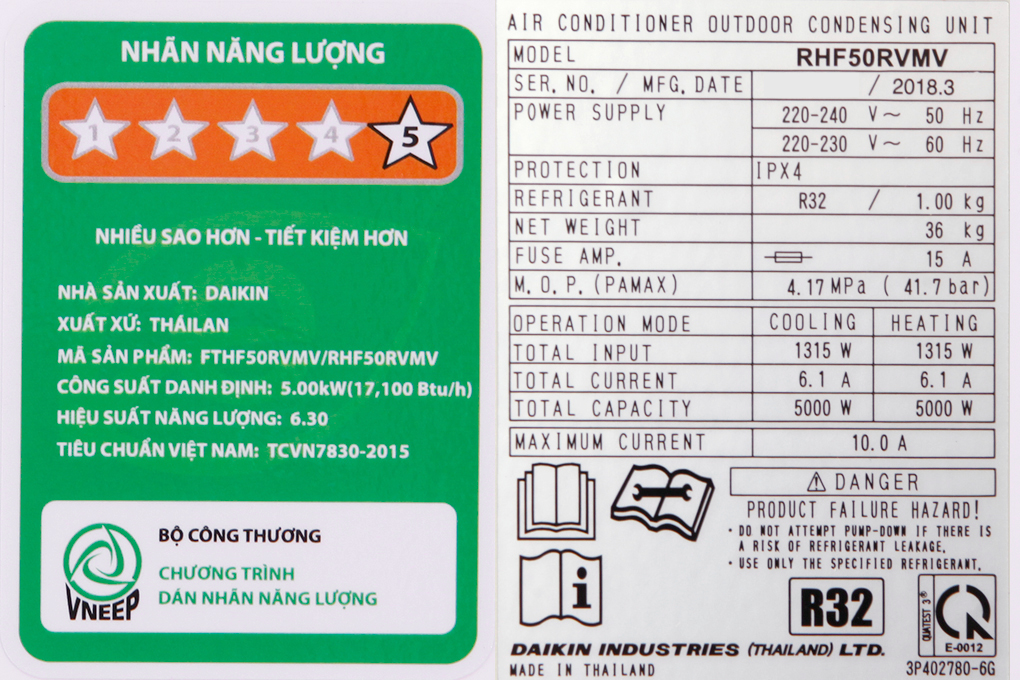 NHÃN NĂNG LƯỢNG
1 2 3 4 5
NHIỀU SAO HƠN - TIẾT KIỆM HƠN
NHÀ SẢN XUẤT: DAIKIN
XUẤT XỨ: THÁILAN
MÃ SẢN PHẨM: FTHF50RVMV/RHF50RVMV
CÔNG SUẤT DANH ĐỊNH: 5.00kW(17,100 Btu/h)
HIỆU SUẤT NĂNG LƯỢNG: 6.30
TIÊU CHUẨN VIỆT NAM: TCVN7830-2015
VNEEP
BỘ CÔNG THƯƠNG
CHƯƠNG TRÌNH
DÁN NHÃN NĂNG LƯỢNG
AIR CONDITIONER OUTDOOR CONDENSING UNIT
MODEL RHF50RVMV
SER. NO. / MFG. DATE / 2018.3
POWER SUPPLY 220-240 V~ 50 Hz
220-230 V~ 60 Hz
PROTECTION IPX4
REFRIGERANT R32 / 1.00 kg
NET WEIGHT 36 kg
FUSE AMP. 15 A
M. O. P. (PAMAX) 4.17 MPa ( 41.7 bar)
OPERATION MODE COOLING HEATING
TOTAL INPUT 1315 W 1315 W
TOTAL CURRENT 6.1 A 6.1 A
TOTAL CAPACITY 5000 W 5000 W
MAXIMUM CURRENT 10.0 A
DANGER
PRODUCT FAILURE HAZARD!
・DO NOT ATTEMPT PUMP-DOWN IF THERE IS
A RISK OF REFRIGERANT LEAKAGE.
・USE ONLY THE SPECIFIED REFRIGERANT.
i
R32
QUATEST 3®
E-0012
DAIKIN INDUSTRIES (THAILAND) LTD.
MADE IN THAILAND
3P402780-6G